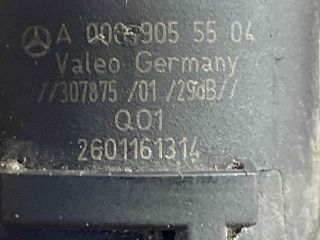 A 000 905 55 04
Valeo Germany
//307875 /01 /29dB//
Q01
2601161314